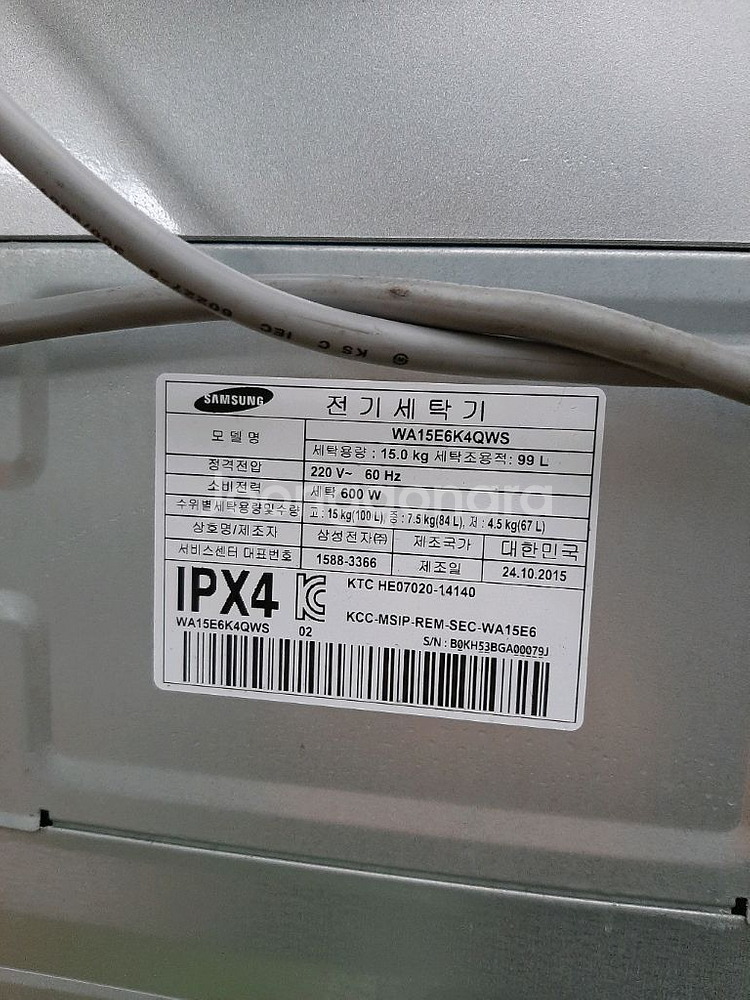 KS C IEC 60227-5
SAMSUNG 전기세탁기
모델명 WA15E6K4QWS
세탁용량 : 15.0 kg 세탁조용적 : 99 L
정격전압 220 V~ 60 Hz
소비전력 세탁 600 W
수위별세탁용량및수량 고 : 15 kg(100 L), 중 : 7.5 kg(84 L), 저 : 4.5 kg(67 L)
상호명/제조자 삼성전자㈜ 제조국가 대한민국
서비스센터 대표번호 1588-3366 제조일 24.10.2015
IPX4 KTC HE07020-14140
KCC-MSIP-REM-SEC-WA15E6
WA15E6K4QWS 02 S/N : B0KH53BGA00079J
joonggonara